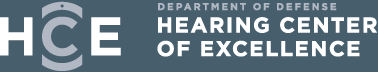 HCE
DEPARTMENT OF DEFENSE
HEARING CENTER
OF EXCELLENCE